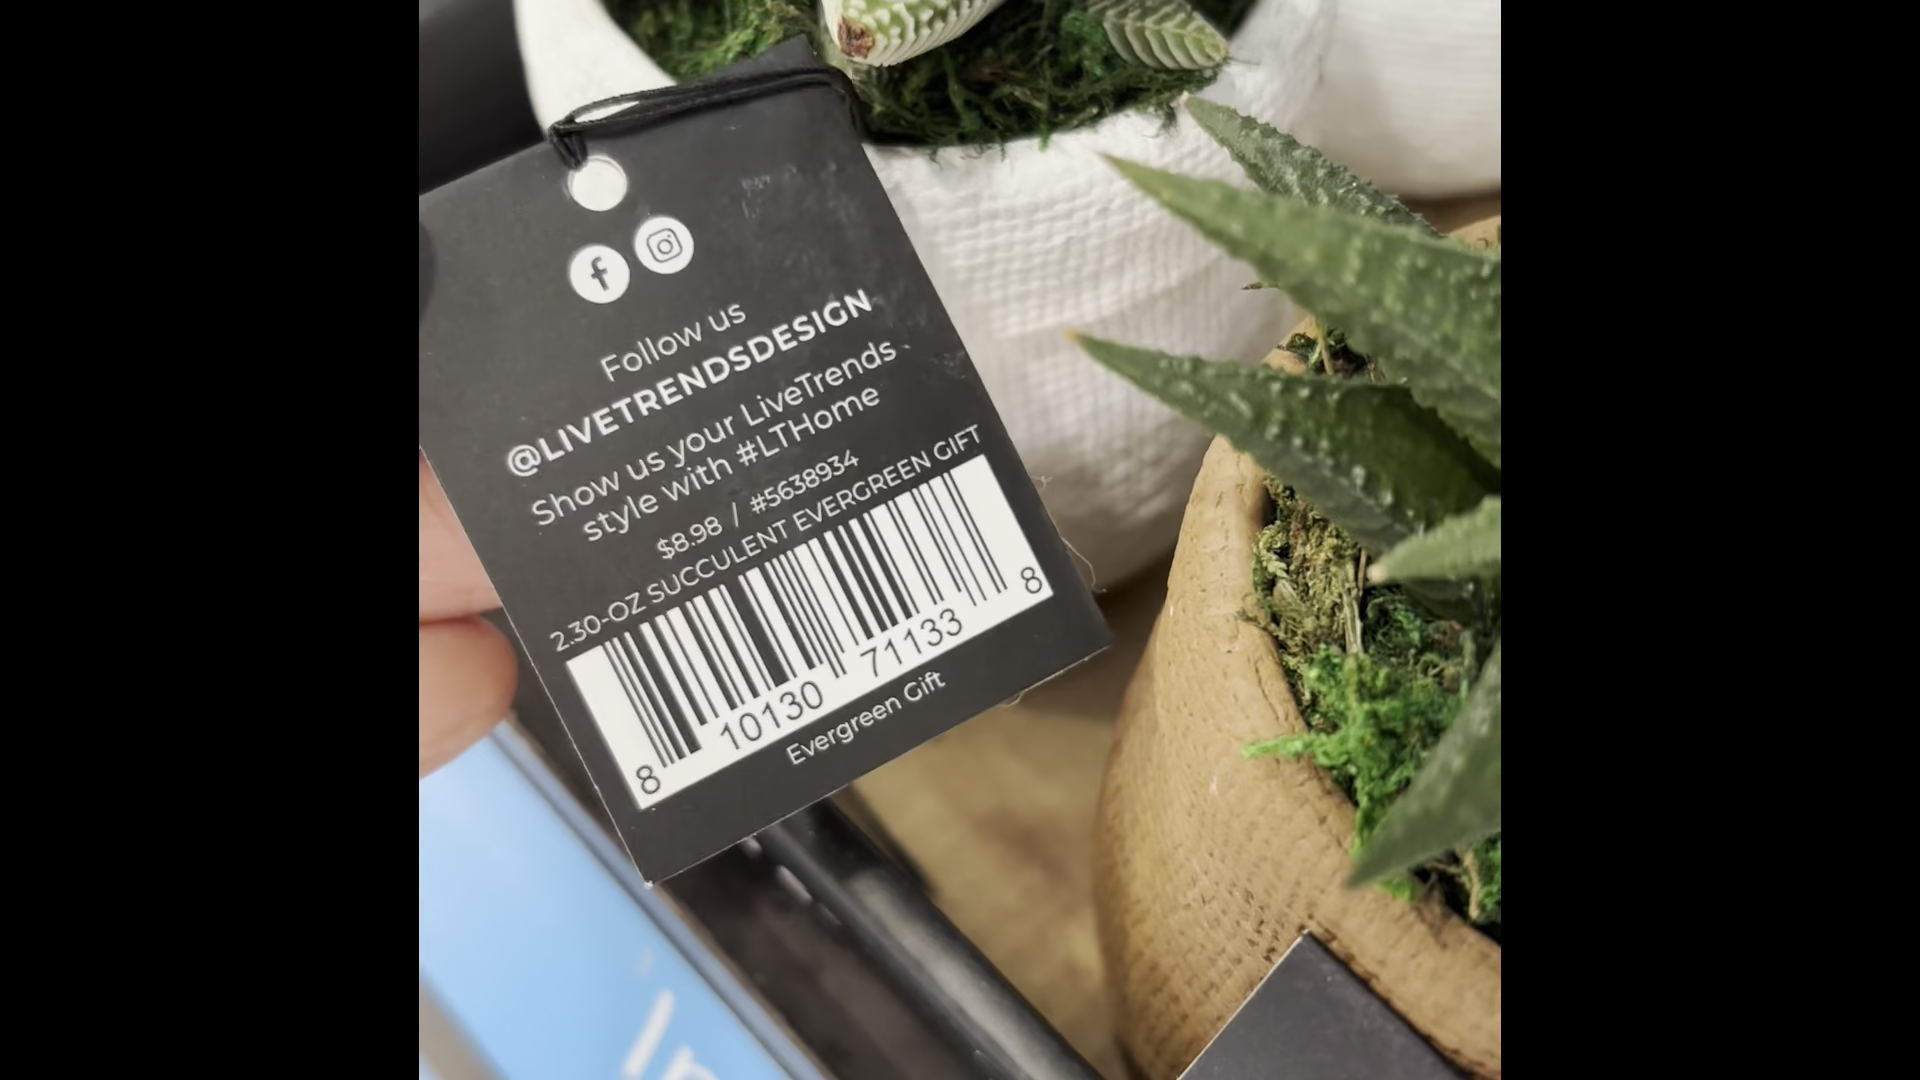 Follow us
@LIVETRENDSDESIGN
Show us your LiveTrends
style with #LTHome
$8.98 / #5638934
2.30-OZ SUCCULENT EVERGREEN GIFT
8 10130 71133 8
Evergreen Gift